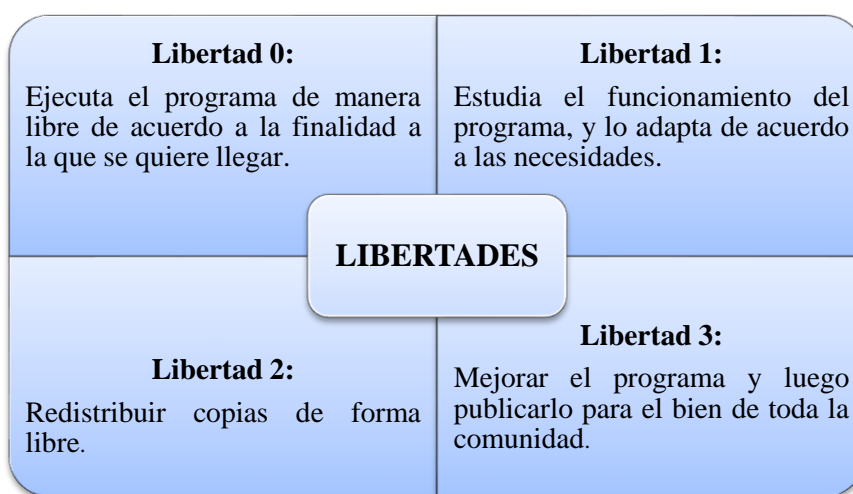 Libertad 0:
Ejecuta el programa de manera
libre de acuerdo a la finalidad a
la que se quiere llegar.
Libertad 1:
Estudia el funcionamiento del
programa, y lo adapta de acuerdo
a las necesidades.
LIBERTADES
Libertad 2:
Redistribuir copias de forma
libre.
Libertad 3:
Mejorar el programa y luego
publicarlo para el bien de toda la
comunidad.